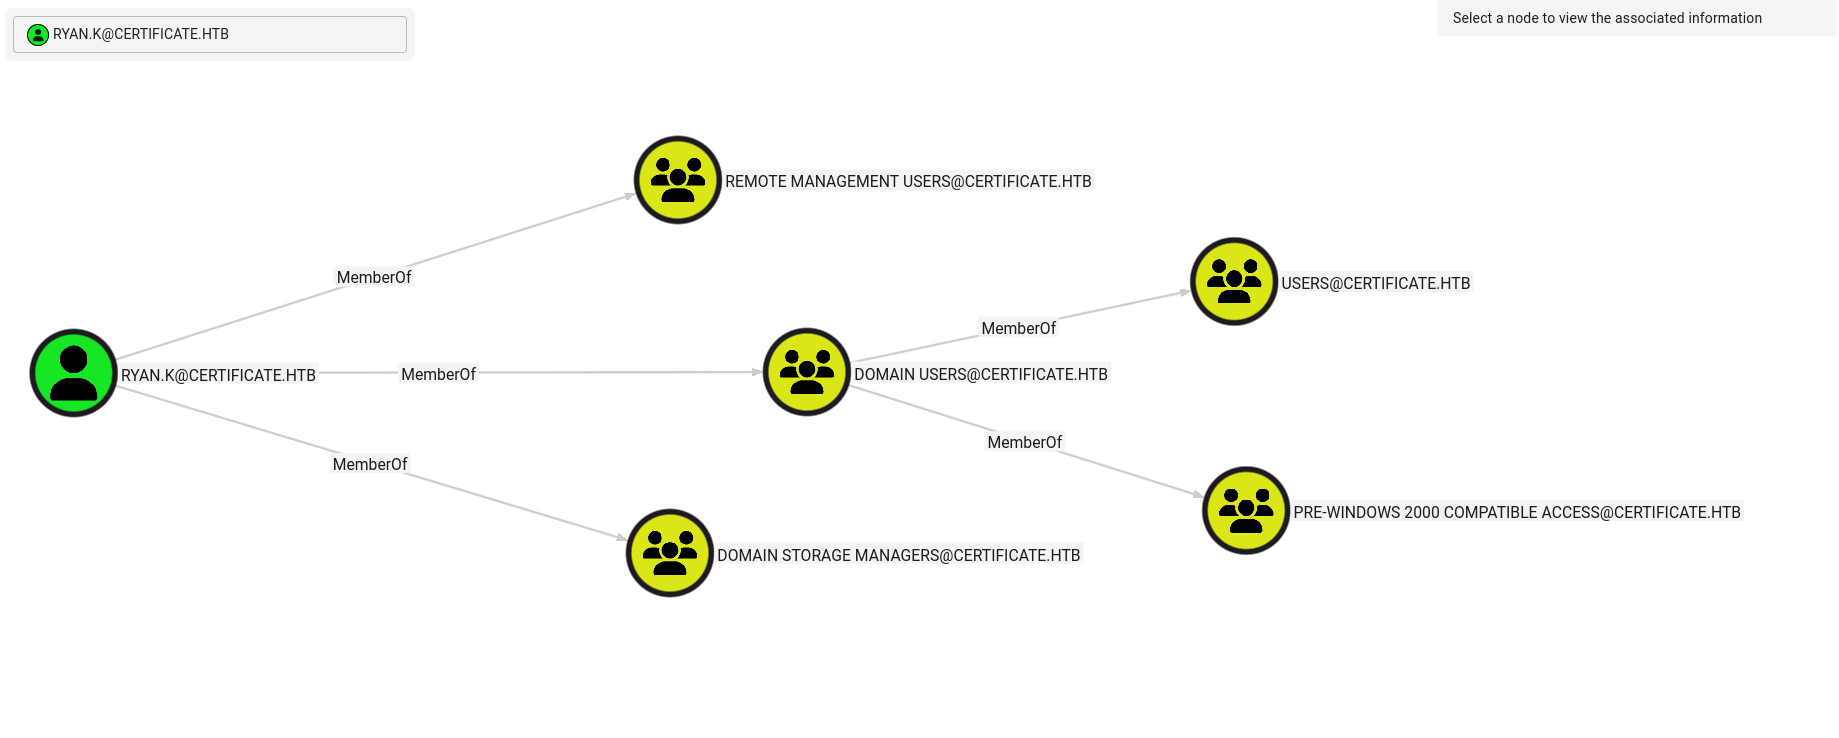 RYAN.K@CERTIFICATE.HTB
Select a node to view the associated information
REMOTE MANAGEMENT USERS@CERTIFICATE.HTB
MemberOf
USERS@CERTIFICATE.HTB
MemberOf
RYAN.K@CERTIFICATE.HTB
MemberOf
DOMAIN USERS@CERTIFICATE.HTB
MemberOf
MemberOf
PRE-WINDOWS 2000 COMPATIBLE ACCESS@CERTIFICATE.HTB
DOMAIN STORAGE MANAGERS@CERTIFICATE.HTB